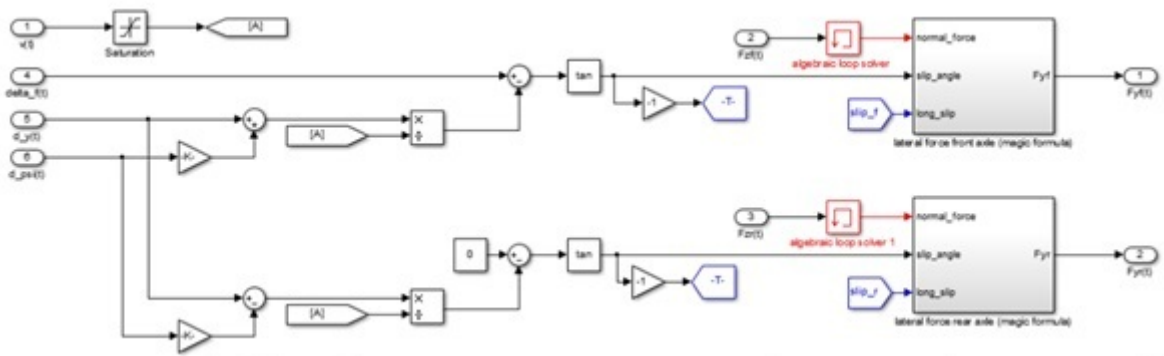 1
v(t)
Saturation
[A]
4
delta_f(t)
5
d_y(t)
6
d_psi(t)
-K-
[A]
×
÷
tan
-1
-T-
2
Fzf(t)
algebraic loop solver
normal_force
slip_angle
long_slip
Fyf
slip_f
lateral force front axle (magic formula)
1
Fyf(t)
-K-
[A]
×
÷
0
tan
-1
-T-
3
Fzr(t)
algebraic loop solver 1
normal_force
slip_angle
long_slip
Fyr
slip_r
lateral force rear axle (magic formula)
2
Fyr(t)